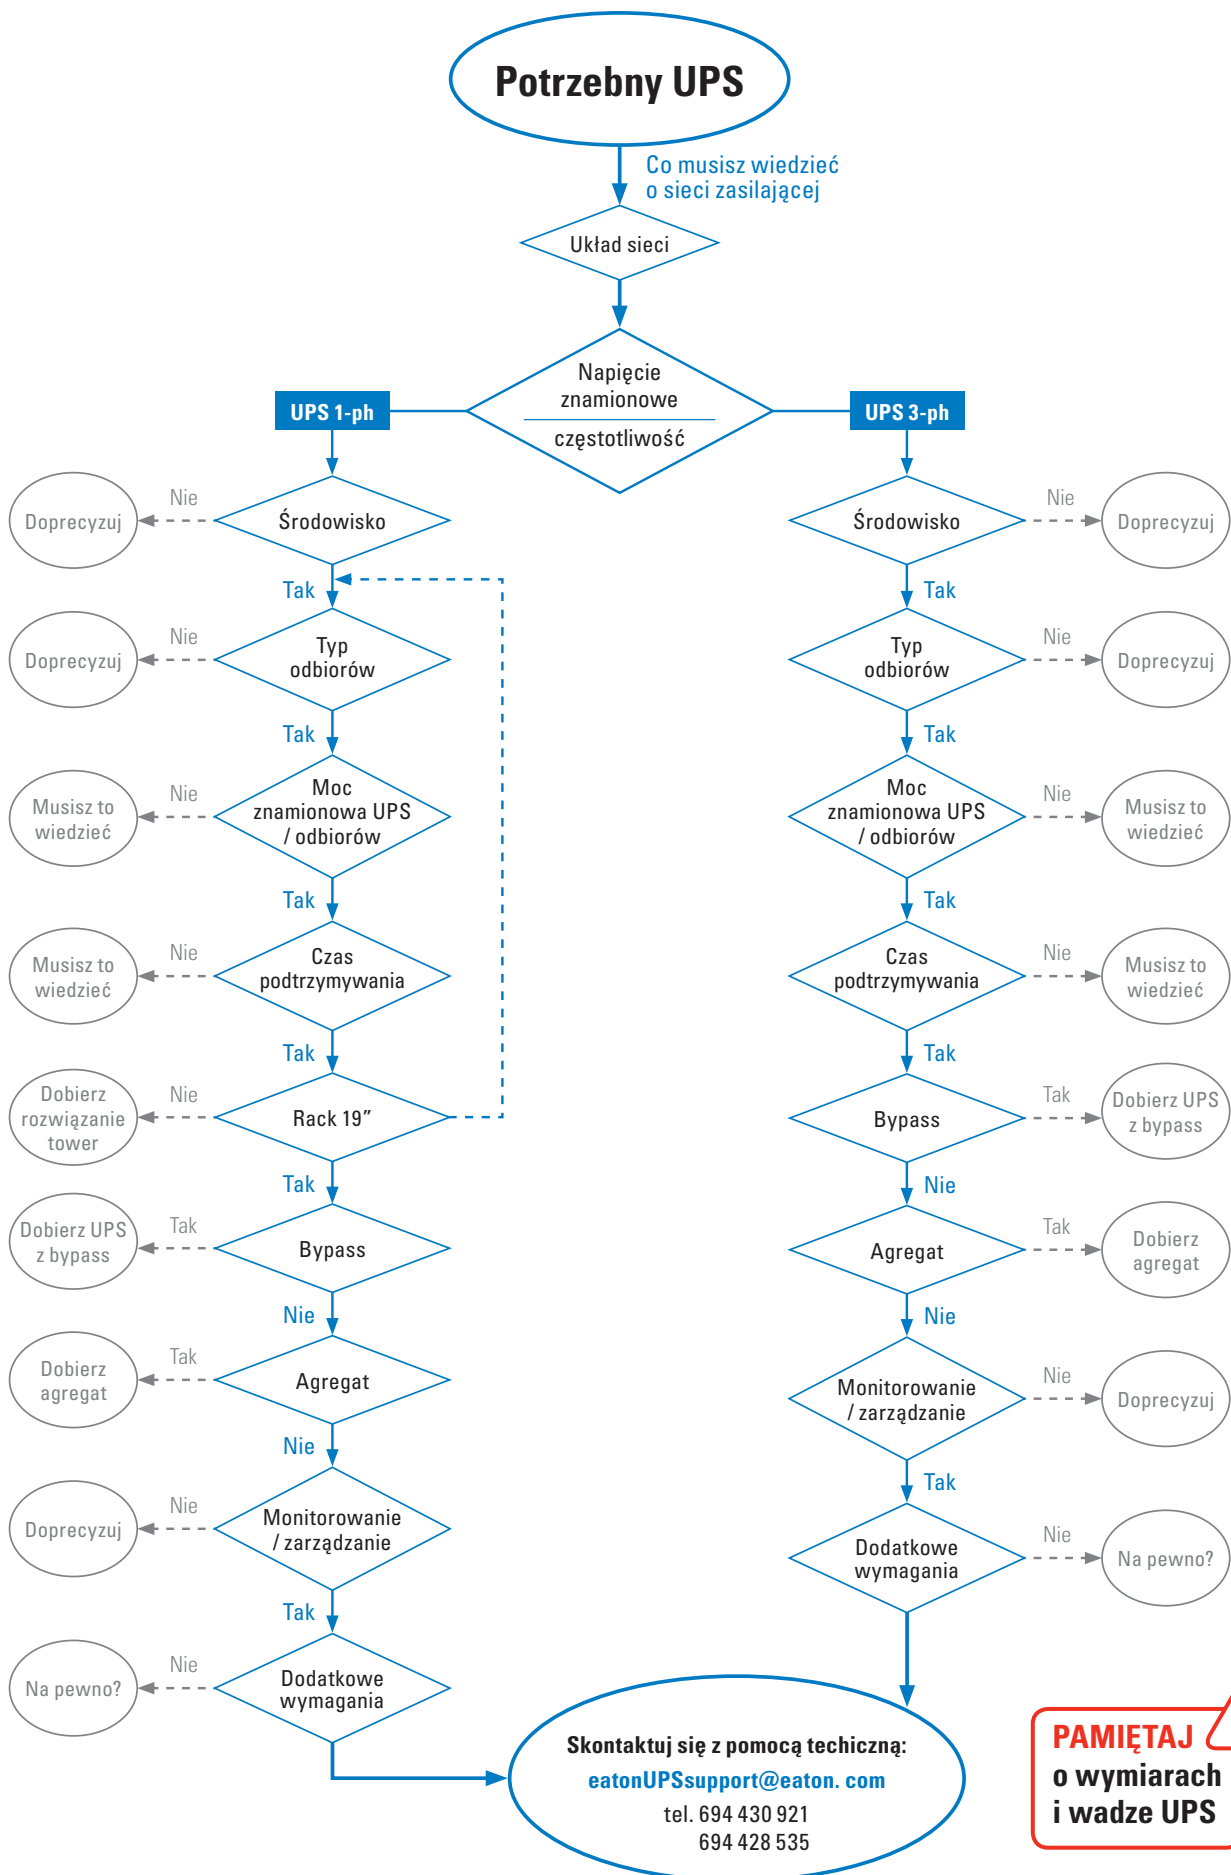 Potrzebny UPS
Co musisz wiedzieć
o sieci zasilającej
Układ sieci
Napięcie
znamionowe
częstotliwość
UPS 1-ph
UPS 3-ph
Środowisko
Nie
Doprecyzuj
Tak
Typ
odbiorów
Nie
Doprecyzuj
Tak
Moc
znamionowa UPS
/ odbiorów
Nie
Musisz to
wiedzieć
Tak
Czas
podtrzymywania
Nie
Musisz to
wiedzieć
Tak
Rack 19”
Nie
Dobierz
rozwiązanie
tower
Tak
Bypass
Tak
Dobierz UPS
z bypass
Nie
Agregat
Tak
Dobierz
agregat
Nie
Monitorowanie
/ zarządzanie
Nie
Doprecyzuj
Tak
Dodatkowe
wymagania
Nie
Na pewno?
Środowisko
Nie
Doprecyzuj
Tak
Typ
odbiorów
Nie
Doprecyzuj
Tak
Moc
znamionowa UPS
/ odbiorów
Nie
Musisz to
wiedzieć
Tak
Czas
podtrzymywania
Nie
Musisz to
wiedzieć
Tak
Bypass
Tak
Dobierz UPS
z bypass
Nie
Agregat
Tak
Dobierz
agregat
Nie
Monitorowanie
/ zarządzanie
Nie
Doprecyzuj
Tak
Dodatkowe
wymagania
Nie
Na pewno?
Skontaktuj się z pomocą techiczną:
eatonUPSsupport@eaton. com
tel. 694 430 921
694 428 535
PAMIĘTAJ
o wymiarach
i wadze UPS